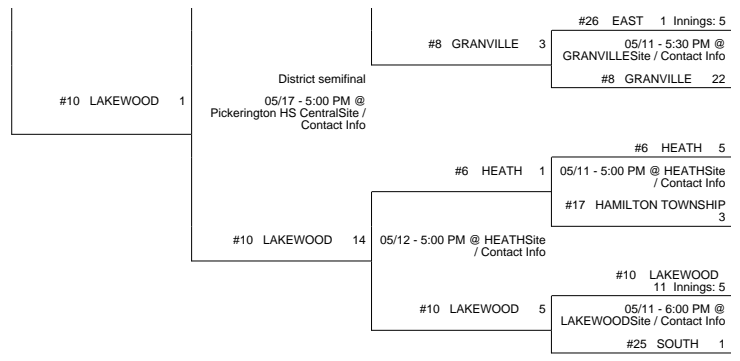 #26 EAST 1 Innings: 5
#8 GRANVILLE 3
05/11 - 5:30 PM @
GRANVILLESite / Contact Info
#8 GRANVILLE 22
District semifinal
#10 LAKEWOOD 1
05/17 - 5:00 PM @
Pickerington HS CentralSite /
Contact Info
#6 HEATH 5
#6 HEATH 1
05/11 - 5:00 PM @ HEATHSite
/ Contact Info
#17 HAMILTON TOWNSHIP
3
#10 LAKEWOOD 14
05/12 - 5:00 PM @ HEATHSite
/ Contact Info
#10 LAKEWOOD
11 Innings: 5
#10 LAKEWOOD 5
05/11 - 6:00 PM @
LAKEWOODSite / Contact Info
#25 SOUTH 1